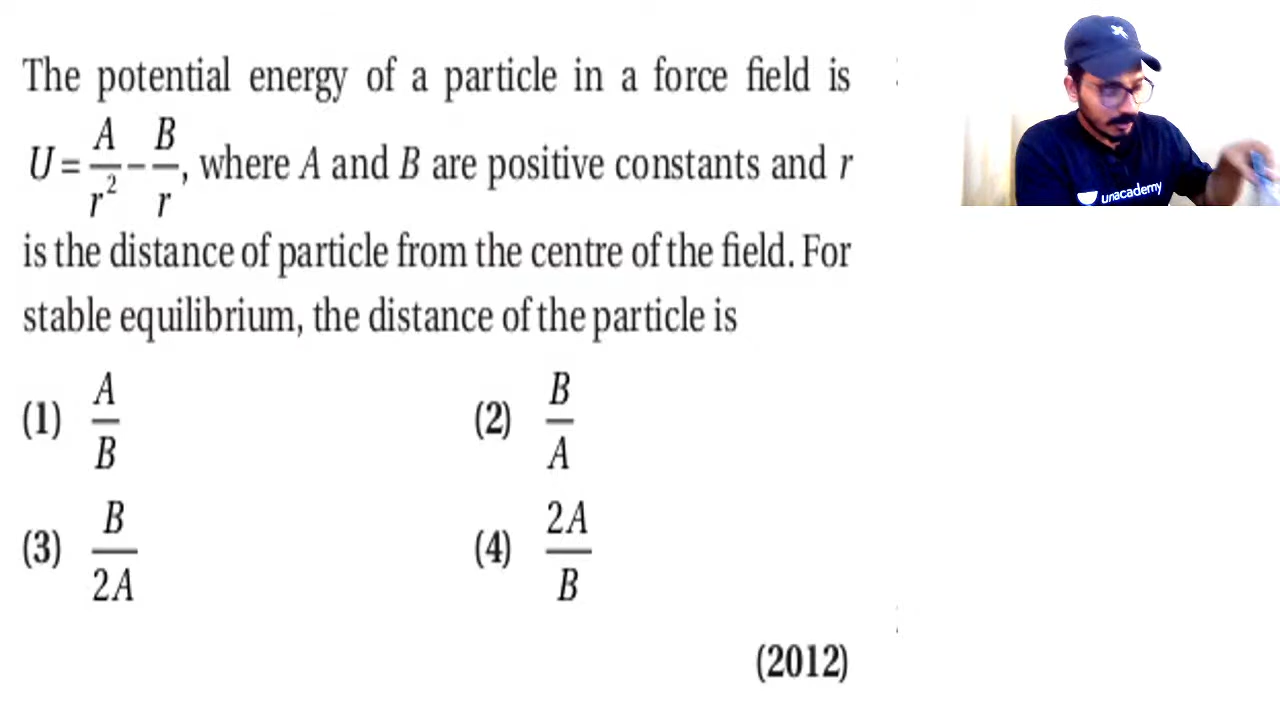 The potential energy of a particle in a force field is
U = A/r² − B/r, where A and B are positive constants and r
is the distance of particle from the centre of the field. For
stable equilibrium, the distance of the particle is
(1) A/B (2) B/A
(3) B/2A (4) 2A/B
(2012)
unacademy